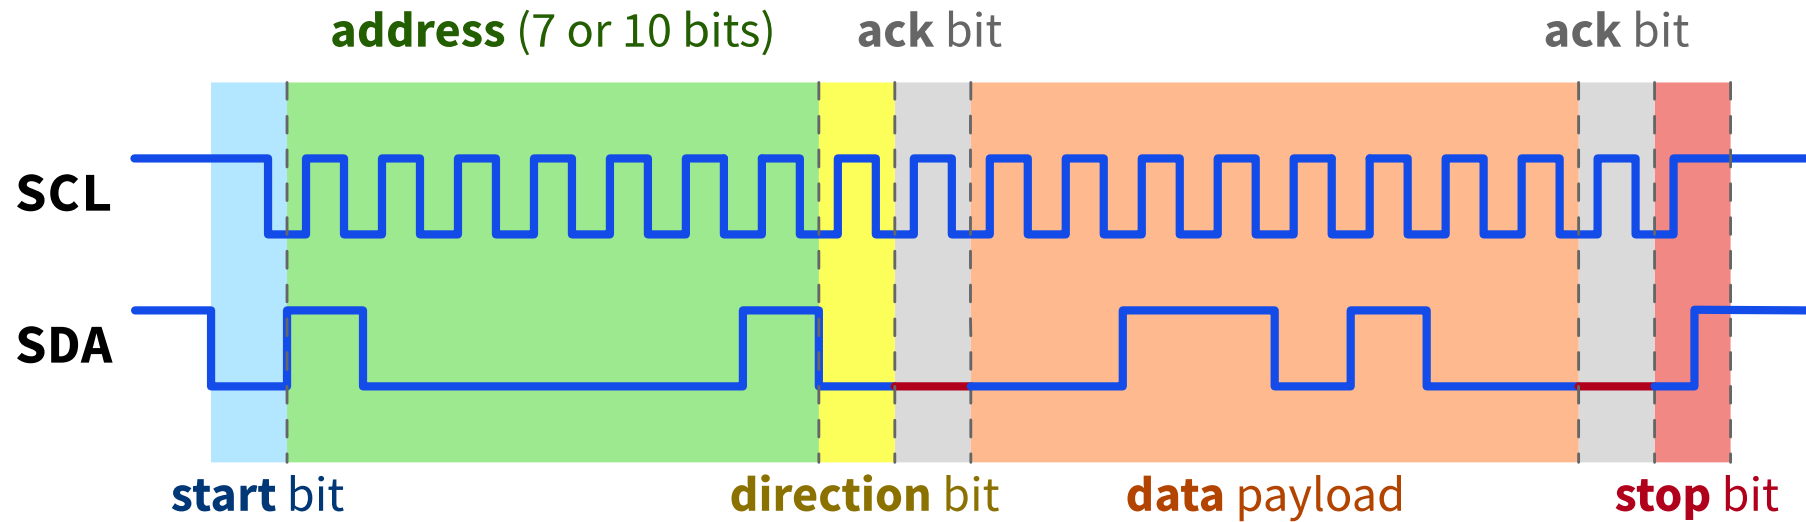 address (7 or 10 bits)
ack bit
ack bit
SCL
SDA
start bit
direction bit
data payload
stop bit